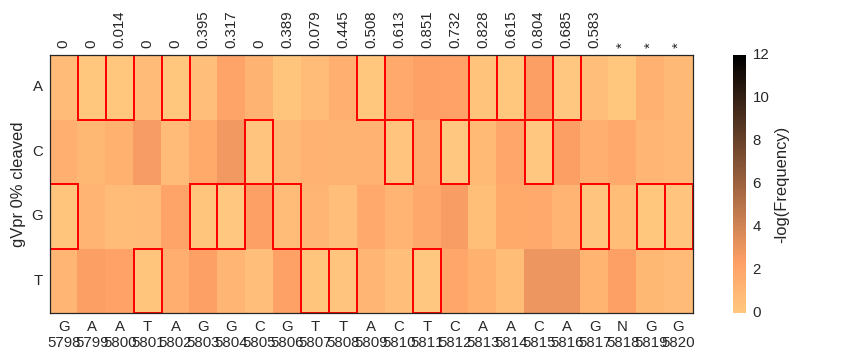 0 0 0.014 0 0 0.395 0.317 0 0.389 0.079 0.445 0.508 0.613 0.851 0.732 0.828 0.615 0.804 0.685 0.583 * * *
A
C
G
T
gVpr 0% cleaved
G A A T A G G C G T T A C T C A A C A G N G G
5798 5799 5800 5801 5802 5803 5804 5805 5806 5807 5808 5809 5810 5811 5812 5813 5814 5815 5816 5817 5818 5819 5820
12
10
8
6
4
2
0
-log(Frequency)